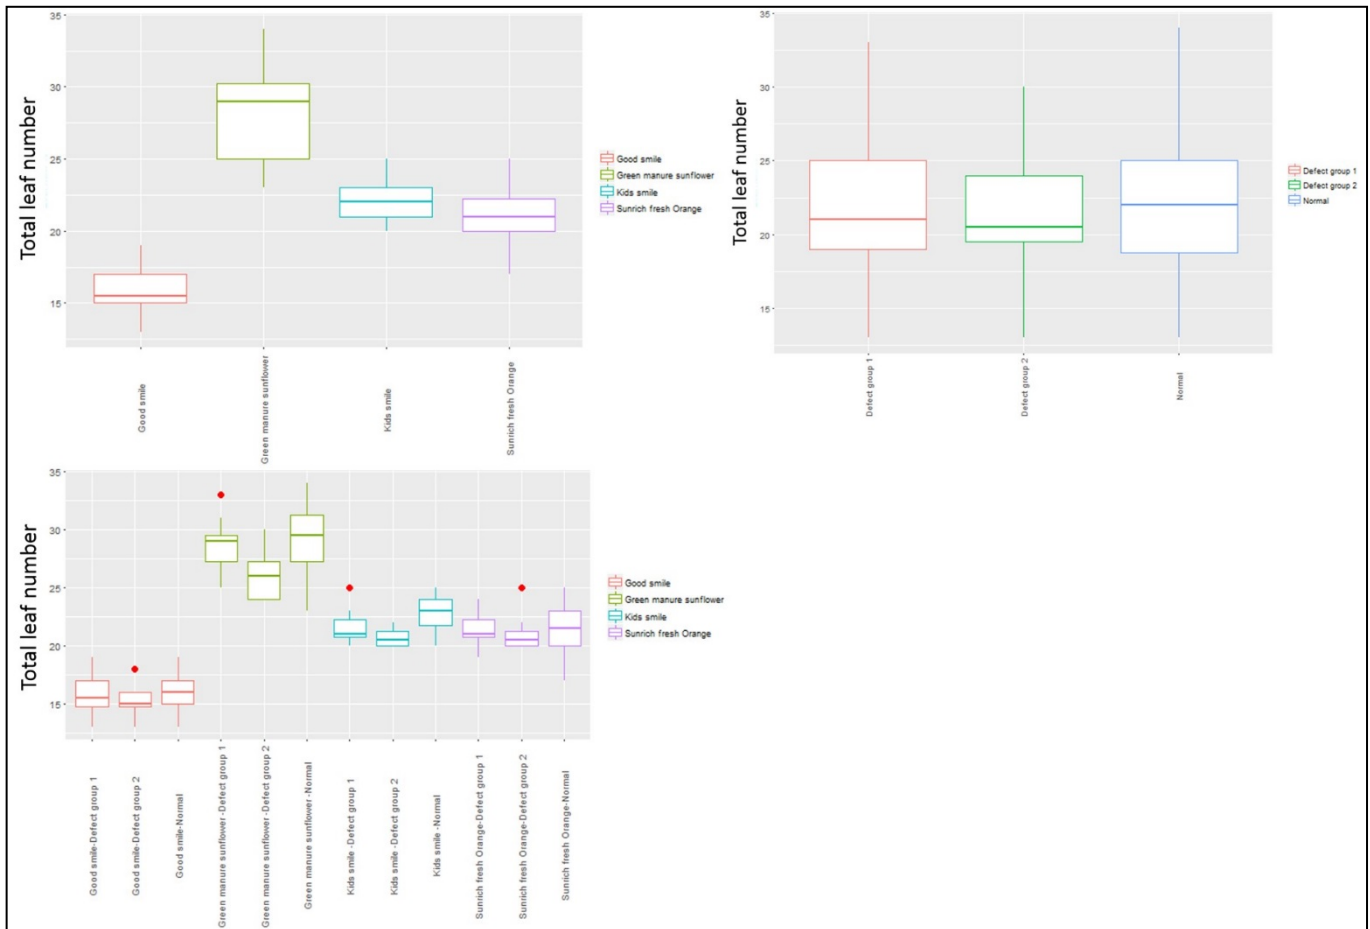 Total leaf number
35
30
25
20
15
Good smile
Green manure sunflower
Kids smile
Sunrich fresh Orange
Good smile
Green manure sunflower
Kids smile
Sunrich fresh Orange
Total leaf number
35
30
25
20
15
Defect group 1
Defect group 2
Normal
Defect group 1
Defect group 2
Normal
Total leaf number
35
30
25
20
15
Good smile-Defect group 1
Good smile-Defect group 2
Good smile-Normal
Green manure sunflower -Defect group 1
Green manure sunflower -Defect group 2
Green manure sunflower -Normal
Kids smile -Defect group 1
Kids smile -Defect group 2
Kids smile -Normal
Sunrich fresh Orange-Defect group 1
Sunrich fresh Orange-Defect group 2
Sunrich fresh Orange-Normal
Good smile
Green manure sunflower
Kids smile
Sunrich fresh Orange